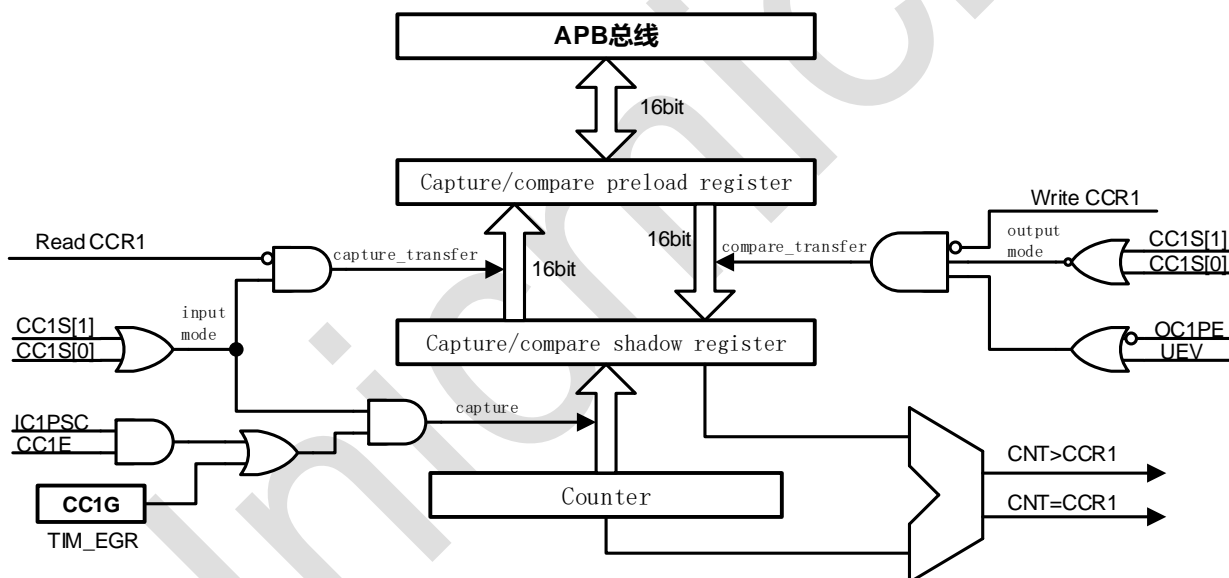 APB总线
16bit
Capture/compare preload register
Write CCR1
Read CCR1
capture_transfer
16bit
16bit
compare_transfer
output
mode
CC1S[1]
CC1S[0]
CC1S[1]
CC1S[0]
input
mode
Capture/compare shadow register
OC1PE
UEV
IC1PSC
CC1E
capture
CNT>CCR1
CC1G
Counter
CNT=CCR1
TIM_EGR